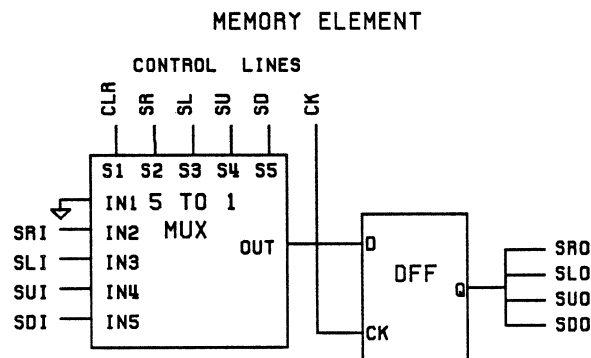 MEMORY ELEMENT
CONTROL LINES
CLR SR SL SU SD CK
S1 S2 S3 S4 S5
IN1 5 TO 1
SRI IN2 MUX
OUT D SRO
SLI IN3 DFF SLO
SUI IN4 Q SUO
SDI IN5 CK SDO